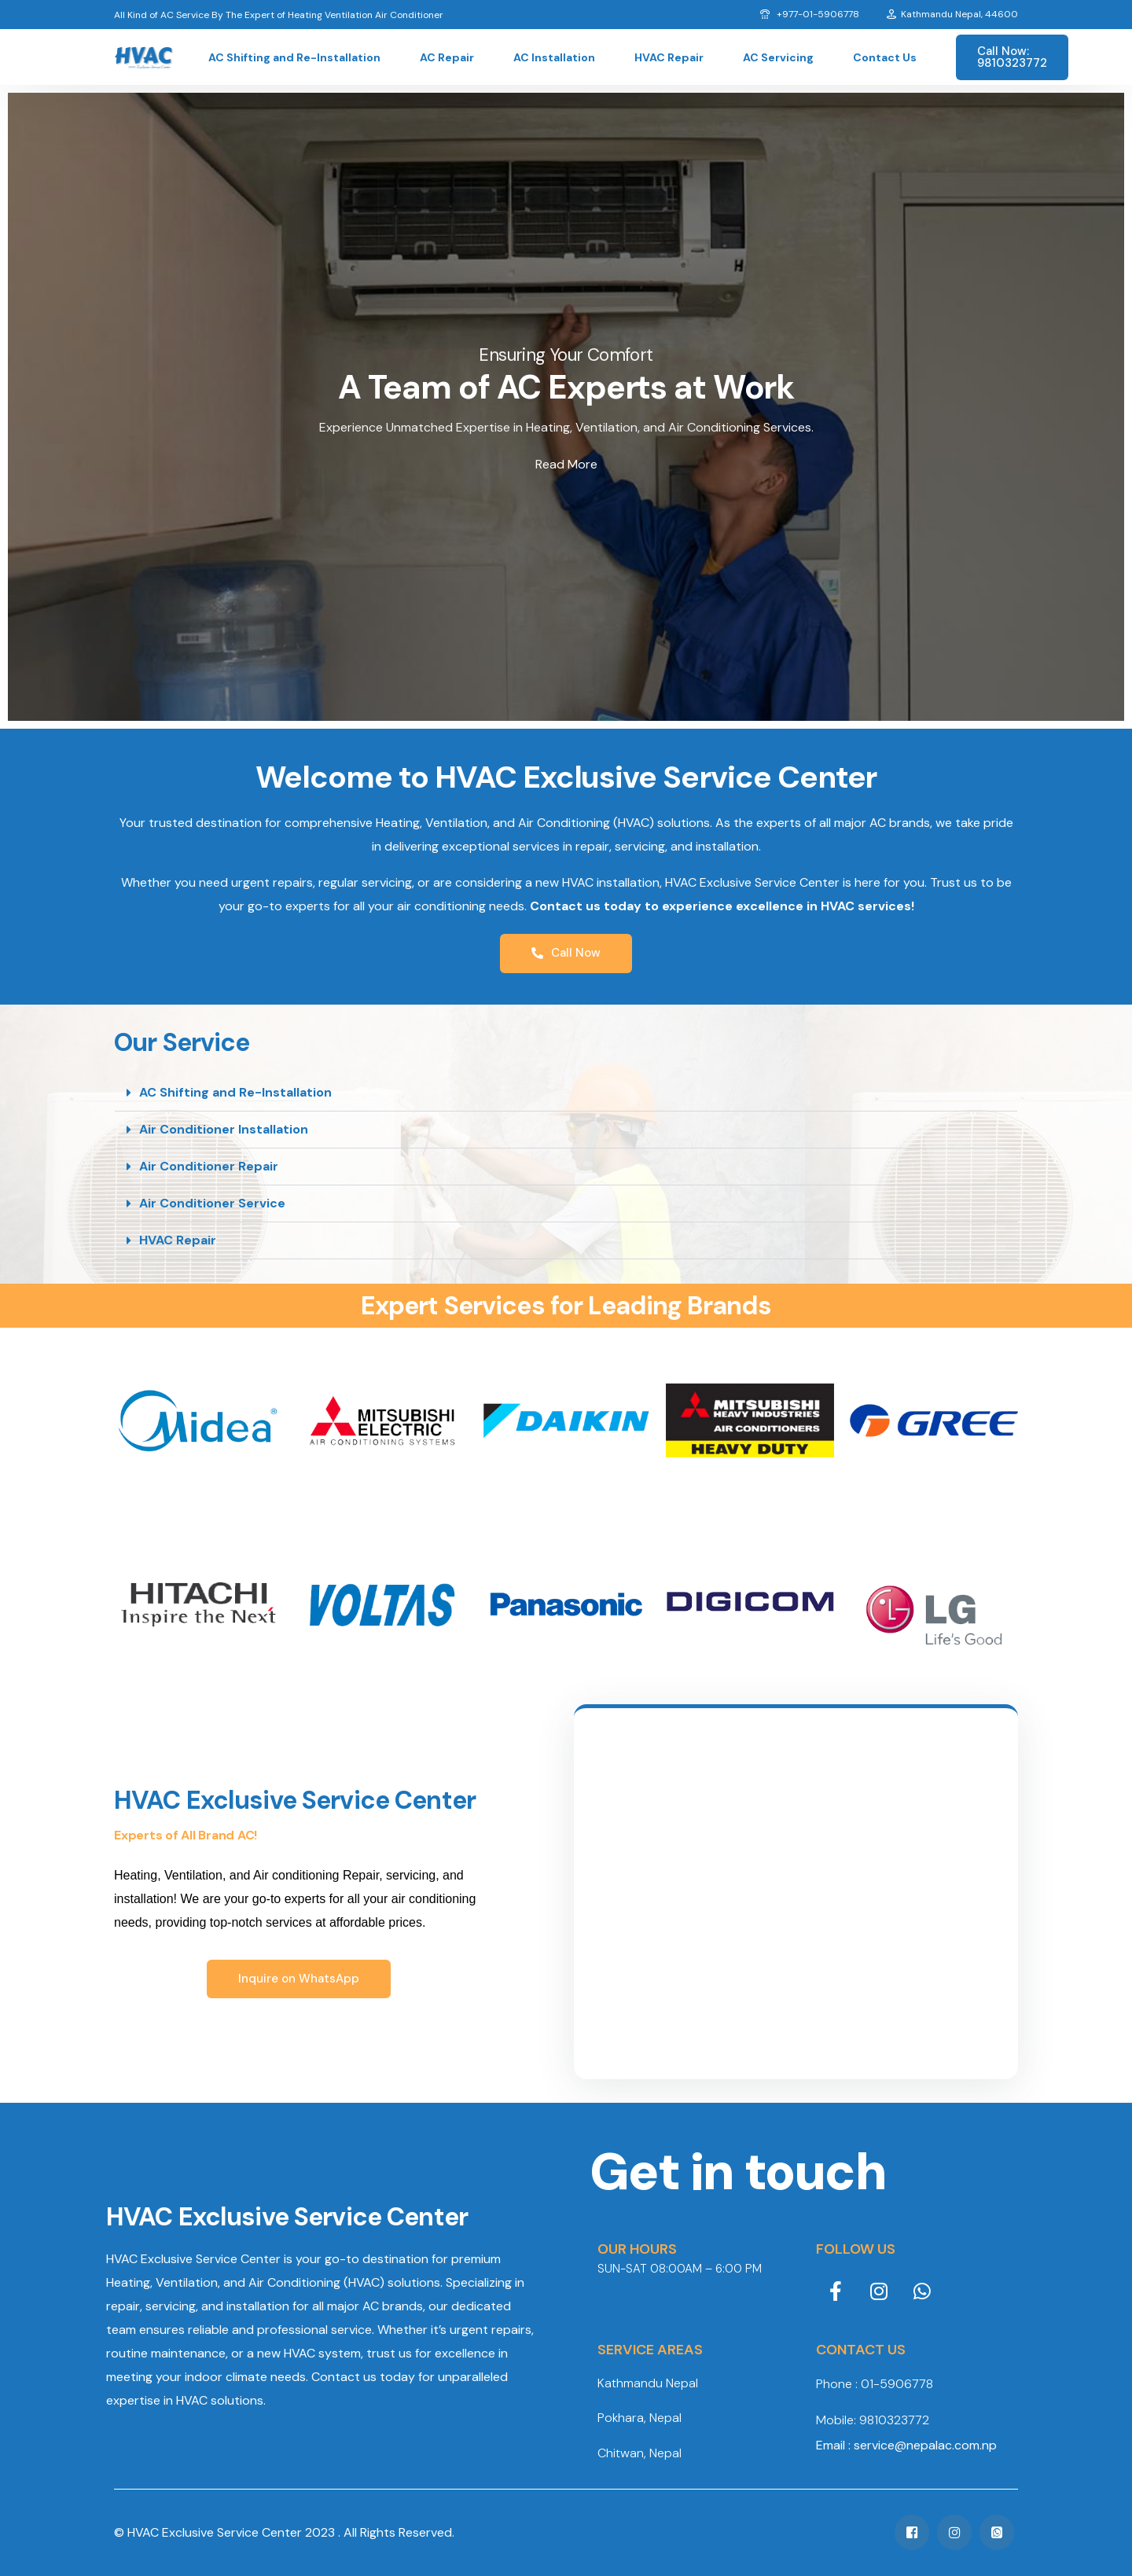 All Kind of AC Service By The Expert of Heating Ventilation Air Conditioner
+977-01-5906778
Kathmandu Nepal, 44600
HVAC
AC Shifting and Re-Installation
AC Repair
AC Installation
HVAC Repair
AC Servicing
Contact Us
Call Now:
9810323772
Ensuring Your Comfort
A Team of AC Experts at Work
Experience Unmatched Expertise in Heating, Ventilation, and Air Conditioning Services.
Read More
Welcome to HVAC Exclusive Service Center
Your trusted destination for comprehensive Heating, Ventilation, and Air Conditioning (HVAC) solutions. As the experts of all major AC brands, we take pride
in delivering exceptional services in repair, servicing, and installation.
Whether you need urgent repairs, regular servicing, or are considering a new HVAC installation, HVAC Exclusive Service Center is here for you. Trust us to be
your go-to experts for all your air conditioning needs. Contact us today to experience excellence in HVAC services!
Call Now
Our Service
AC Shifting and Re-Installation
Air Conditioner Installation
Air Conditioner Repair
Air Conditioner Service
HVAC Repair
Expert Services for Leading Brands
Midea®
MITSUBISHI
ELECTRIC
AIR CONDITIONING SYSTEMS
DAIKIN
MITSUBISHI
HEAVY INDUSTRIES
AIR CONDITIONERS
HEAVY DUTY
GREE
HITACHI
Inspire the Next
VOLTAS
Panasonic
DIGICOM
LG
Life's Good
HVAC Exclusive Service Center
Experts of All Brand AC!
Heating, Ventilation, and Air conditioning Repair, servicing, and
installation! We are your go-to experts for all your air conditioning
needs, providing top-notch services at affordable prices.
Inquire on WhatsApp
Get in touch
HVAC Exclusive Service Center
HVAC Exclusive Service Center is your go-to destination for premium
Heating, Ventilation, and Air Conditioning (HVAC) solutions. Specializing in
repair, servicing, and installation for all major AC brands, our dedicated
team ensures reliable and professional service. Whether it's urgent repairs,
routine maintenance, or a new HVAC system, trust us for excellence in
meeting your indoor climate needs. Contact us today for unparalleled
expertise in HVAC solutions.
OUR HOURS
SUN-SAT 08:00AM – 6:00 PM
FOLLOW US
SERVICE AREAS
Kathmandu Nepal
Pokhara, Nepal
Chitwan, Nepal
CONTACT US
Phone : 01-5906778
Mobile: 9810323772
Email : service@nepalac.com.np
© HVAC Exclusive Service Center 2023 . All Rights Reserved.